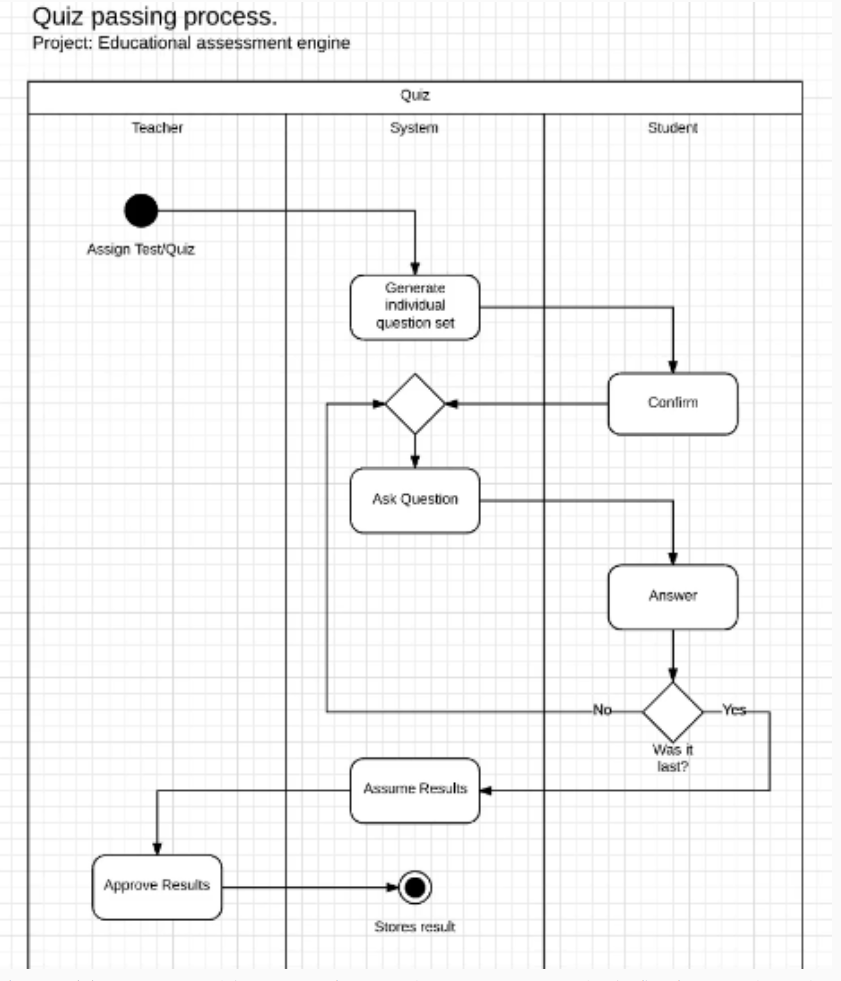 Quiz passing process.
Project: Educational assessment engine
Quiz
Teacher
System
Student
Assign Test/Quiz
Generate
individual
question set
Confirm
Ask Question
Answer
No
Yes
Was it
last?
Assume Results
Approve Results
Stores result